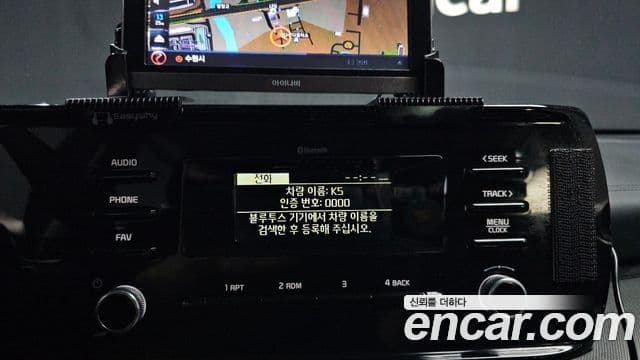 car
수원시
아이나비
Bluetooth
AUDIO
PHONE
FAV
전화
--:--
차량 이름: K5
인증 번호: 0000
블루투스 기기에서 차량 이름을
검색한 후 등록해 주십시오.
< SEEK
TRACK >
MENU
CLOCK
1 RPT
2 RDM
3
4 BACK
신뢰를 더하다
encar.com